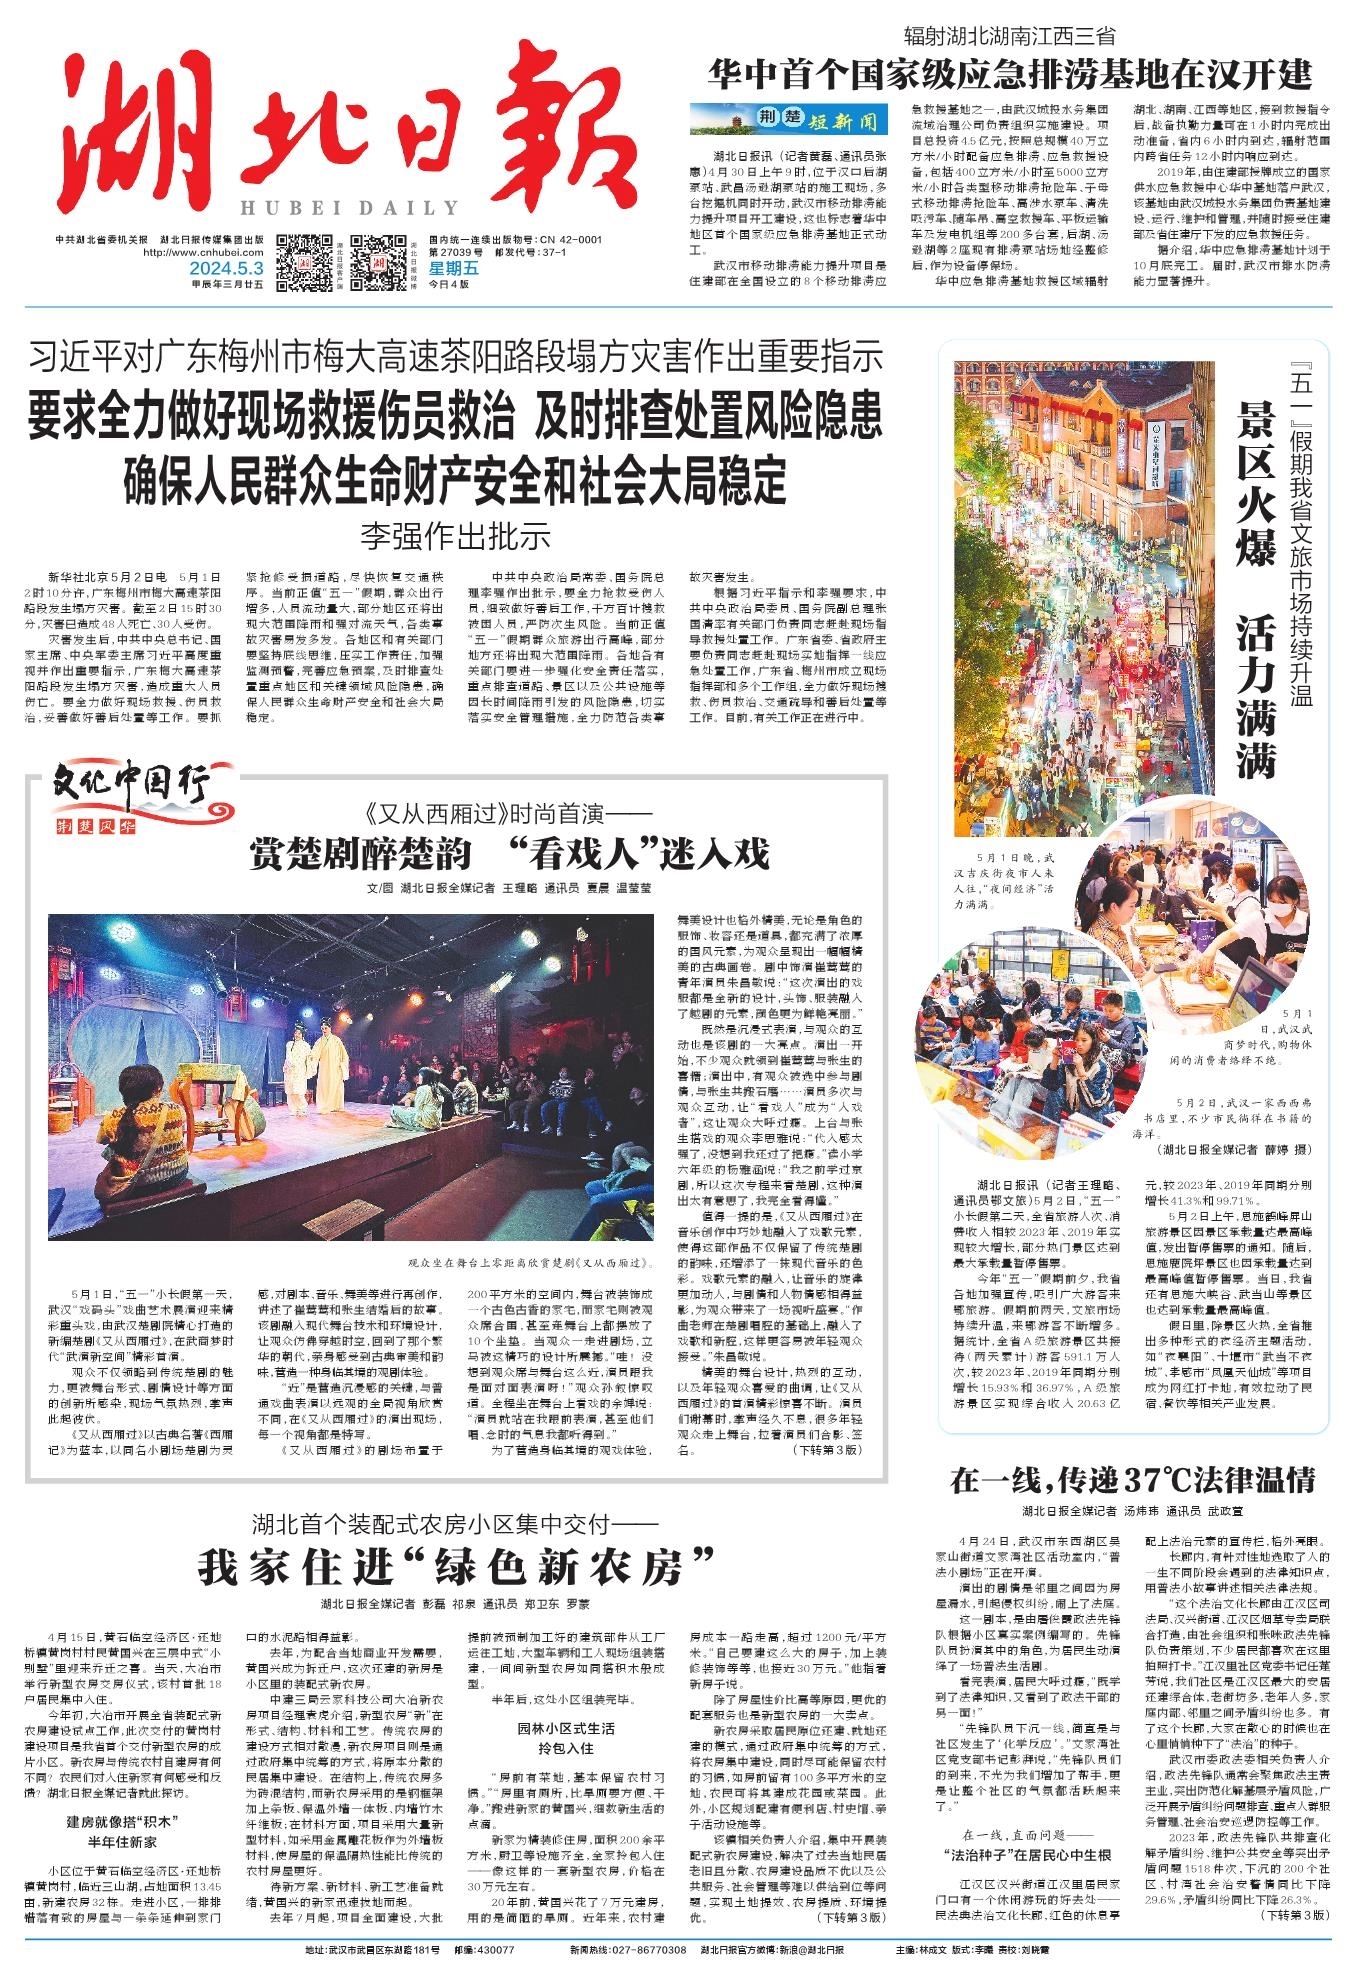 湖北日報
HUBEI DAILY
中共湖北省委机关报 湖北日报传媒集团出版
http://www.cnhubei.com
2024.5.3
甲辰年三月廿五
湖北日报客户端
湖北日报微博
国内统一连续出版物号:CN 42-0001
第27039号 邮发代号:37-1
星期五
今日4版
辐射湖北湖南江西三省
华中首个国家级应急排涝基地在汉开建
荆楚短新闻
湖北日报讯(记者黄磊、通讯员张
惠)4月30日上午9时,位于汉口后湖
泵站、武昌汤逊湖泵站的施工现场,多
台挖掘机同时开动,武汉市移动排涝能
力提升项目开工建设,这也标志着华中
地区首个国家级应急排涝基地正式动
工。
武汉市移动排涝能力提升项目是
住建部在全国设立的8个移动排涝应
急救援基地之一,由武汉城投水务集团
流域治理公司负责组织实施建设。项
目总投资4.5亿元,按照总规模40万立
方米/小时配备应急排涝、应急救援设
备,包括400立方米/小时至5000立方
米/小时各类型移动排涝抢险车、子母
式移动排涝抢险车、高涉水泵车、清洗
吸污车、随车吊、高空救援车、平板运输
车及发电机组等200多台套,后湖、汤
逊湖等2座现有排涝泵站场地经整修
后,作为设备停保场。
华中应急排涝基地救援区域辐射
湖北、湖南、江西等地区,接到救援指令
后,战备执勤力量可在1小时内完成出
动准备,省内6小时内到达,辐射范围
内跨省任务12小时内响应到达。
2019年,由住建部授牌成立的国家
供水应急救援中心华中基地落户武汉,
该基地由武汉城投水务集团负责基地建
设、运行、维护和管理,并随时接受住建
部及省住建厅下发的应急救援任务。
据介绍,华中应急排涝基地计划于
10月底完工。届时,武汉市排水防涝
能力显著提升。
习近平对广东梅州市梅大高速茶阳路段塌方灾害作出重要指示
要求全力做好现场救援伤员救治 及时排查处置风险隐患
确保人民群众生命财产安全和社会大局稳定
李强作出批示
新华社北京5月2日电 5月1日
2时10分许,广东梅州市梅大高速茶阳
路段发生塌方灾害。截至2日15时30
分,灾害已造成48人死亡、30人受伤。
灾害发生后,中共中央总书记、国
家主席、中央军委主席习近平高度重
视并作出重要指示,广东梅大高速茶
阳路段发生塌方灾害,造成重大人员
伤亡。要全力做好现场救援、伤员救
治,妥善做好善后处置等工作。要抓
紧抢修受损道路,尽快恢复交通秩
序。当前正值“五一”假期,群众出行
增多,人员流动量大,部分地区还将出
现大范围降雨和强对流天气,各类事
故灾害易发多发。各地区和有关部门
要坚持底线思维,压实工作责任,加强
监测预警,完善应急预案,及时排查处
置重点地区和关键领域风险隐患,确
保人民群众生命财产安全和社会大局
稳定。
中共中央政治局常委、国务院总
理李强作出批示,要全力抢救受伤人
员,细致做好善后工作,千方百计搜救
被困人员,严防次生风险。当前正值
“五一”假期群众旅游出行高峰,部分
地方还将出现大范围降雨。各地各有
关部门要进一步强化安全责任落实,
重点排查道路、景区以及公共设施等
因长时间降雨引发的风险隐患,切实
落实安全管理措施,全力防范各类事
故灾害发生。
根据习近平指示和李强要求,中
共中央政治局委员、国务院副总理张
国清率有关部门负责同志赶赴现场指
导救援处置工作。广东省委、省政府主
要负责同志赶赴现场实地指挥一线应
急处置工作,广东省、梅州市成立现场
指挥部和多个工作组,全力做好现场搜
救、伤员救治、交通疏导和善后处置等
工作。目前,有关工作正在进行中。
『五一』假期我省文旅市场持续升温
景区火爆 活力满满
5月1日晚,武
汉吉庆街夜市人来
人往,“夜间经济”活
力满满。
5月1
日,武汉武
商梦时代,购物休
闲的消费者络绎不绝。
5月2日,武汉一家西西弗
书店里,不少市民徜徉在书籍的
海洋。
(湖北日报全媒记者 薛婷 摄)
湖北日报讯(记者王理略、
通讯员鄂文旅)5月2日,“五一”
小长假第二天,全省旅游人次、消
费收入相较2023年、2019年实
现较大增长,部分热门景区达到
最大承载量暂停售票。
今年“五一”假期前夕,我省
各地加强宣传,吸引广大游客来
鄂旅游。假期前两天,文旅市场
持续升温,来鄂游客不断增多。
据统计,全省A级旅游景区共接
待(两天累计)游客591.1万人
次,较2023年、2019年同期分别
增长15.93%和36.97%,A级旅
游景区实现综合收入20.63亿
元,较2023年、2019年同期分别
增长41.3%和99.71%。
5月2日上午,恩施鹤峰屏山
旅游景区因景区承载量达最高峰
值,发出暂停售票的通知。随后,
恩施鹿院坪景区也因承载量达到
最高峰值暂停售票。当日,我省
还有恩施大峡谷、武当山等景区
也达到承载量最高峰值。
假日里,除景区火热,全省推
出多种形式的夜经济主题活动,
如“夜襄阳”、十堰市“武当不夜
城”、孝感市“凤凰天仙城”等项目
成为网红打卡地,有效拉动了民
宿、餐饮等相关产业发展。
文化中国行
荆楚风华
《又从西厢过》时尚首演——
赏楚剧醉楚韵 “看戏人”迷入戏
文/图 湖北日报全媒记者 王理略 通讯员 夏晨 温莹莹
观众坐在舞台上零距离欣赏楚剧《又从西厢过》。
5月1日,“五一”小长假第一天,
武汉“戏码头”戏曲艺术展演迎来精
彩重头戏,由武汉楚剧院精心打造的
新编楚剧《又从西厢过》,在武商梦时
代“武演新空间”精彩首演。
观众不仅领略到传统楚剧的魅
力,更被舞台形式、剧情设计等方面
的创新所感染,现场气氛热烈,掌声
此起彼伏。
《又从西厢过》以古典名著《西厢
记》为蓝本,以同名小剧场楚剧为灵
感,对剧本、音乐、舞美等进行再创作,
讲述了崔莺莺和张生结婚后的故事。
该剧融入现代舞台技术和环境设计,
让观众仿佛穿越时空,回到了那个繁
华的朝代,亲身感受到古典审美和韵
味,营造一种身临其境的观剧体验。
“近”是营造沉浸感的关键,与普
通戏曲表演以远观的全局视角欣赏
不同,在《又从西厢过》的演出现场,
每一个视角都是特写。
《又从西厢过》的剧场布置于
200平方米的空间内,舞台被装饰成
一个古色古香的家宅,而家宅则被观
众席合围,甚至连舞台上都摆放了
10个坐垫。当观众一走进剧场,立
马被这精巧的设计所震撼。“哇!没
想到观众席与舞台这么近,演员跟我
是面对面表演呀!”观众孙毅惊叹
道。全程坐在舞台上看戏的余娉说:
“演员就站在我眼前表演,甚至他们
唱、念时的气息我都听得到。”
为了营造身临其境的观戏体验,
舞美设计也格外精美,无论是角色的
服饰、妆容还是道具,都充满了浓厚
的国风元素,为观众呈现出一幅幅精
美的古典画卷。剧中饰演崔莺莺的
青年演员朱昌敏说:“这次演出的戏
服都是全新的设计,头饰、服装融入
了越剧的元素,颜色更为鲜艳亮丽。”
既然是沉浸式表演,与观众的互
动也是该剧的一大亮点。演出一开
始,不少观众就领到崔莺莺与张生的
喜糖;演出中,有观众被选中参与剧
情,与张生共搬石磨……演员多次与
观众互动,让“看戏人”成为“入戏
者”,这让观众大呼过瘾。上台与张
生搭戏的观众李思雅说:“代入感太
强了,没想到我还过了把瘾。”读小学
六年级的杨雅涵说:“我之前学过京
剧,所以这次专程来看楚剧,这种演
出太有意思了,我完全看得懂。”
值得一提的是,《又从西厢过》在
音乐创作中巧妙地融入了戏歌元素,
使得这部作品不仅保留了传统楚剧
的韵味,还增添了一抹现代音乐的色
彩。戏歌元素的融入,让音乐的旋律
更加动人,与剧情和人物情感相得益
彰,为观众带来了一场视听盛宴。“作
曲老师在楚剧唱腔的基础上,融入了
戏歌和新腔,这样更容易被年轻观众
接受。”朱昌敏说。
精美的舞台设计,热烈的互动,
以及年轻观众喜爱的曲调,让《又从
西厢过》的首演精彩惊喜不断。演员
们谢幕时,掌声经久不息,很多年轻
观众走上舞台,拉着演员们合影、签
名。 (下转第3版)
湖北首个装配式农房小区集中交付——
我家住进“绿色新农房”
湖北日报全媒记者 彭磊 祁泉 通讯员 郑卫东 罗蒙
4月15日,黄石临空经济区·还地
桥镇黄岗村村民黄国兴在三层中式“小
别墅”里迎来乔迁之喜。当天,大冶市
举行新型农房交房仪式,该村首批18
户居民集中入住。
今年初,大冶市开展全省装配式新
农房建设试点工作,此次交付的黄岗村
建设项目是我省首个交付新型农房的成
片小区。新农房与传统农村自建房有何
不同?农民们对入住新家有何感受和反
馈?湖北日报全媒记者就此探访。
建房就像搭“积木”
半年住新家
小区位于黄石临空经济区·还地桥
镇黄岗村,临近三山湖,占地面积13.45
亩,新建农房32栋。走进小区,一排排
错落有致的房屋与一条条延伸到家门
口的水泥路相得益彰。
去年,为配合当地商业开发需要,
黄国兴成为拆迁户,这次还建的新房是
小区里的装配式新农房。
中建三局云家科技公司大冶新农
房项目经理袁虎介绍,新型农房“新”在
形式、结构、材料和工艺。传统农房的
建设方式相对散漫,新农房项目则是通
过政府集中统筹的方式,将原本分散的
民居集中建设。在结构上,传统农房多
为砖混结构,而新农房采用的是钢框架
加上条板、保温外墙一体板、内墙竹木
纤维板;在材料方面,项目采用大量新
型材料,如采用金属雕花板作为外墙板
材料,使房屋的保温隔热性能比传统的
农村房屋更好。
待新方案、新材料、新工艺准备就
绪,黄国兴的新家迅速拔地而起。
去年7月起,项目全面建设,大批
提前被预制加工好的建筑部件从工厂
运往工地,大型车辆和工人现场组装搭
建,一间间新型农房如同搭积木般成
型。
半年后,这处小区组装完毕。
园林小区式生活
拎包入住
“房前有菜地,基本保留农村习
惯。”“房里有厕所,比旱厕要方便、干
净。”搬进新家的黄国兴,细数新生活的
点滴。
新家为精装修住房,面积200余平
方米,厨卫等设施齐全,全家拎包入住
——像这样的一套新型农房,价格在
30万元左右。
20年前,黄国兴花了7万元建房,
用的是简陋的旱厕。近年来,农村建
房成本一路走高,超过1200元/平方
米。“自己要建这么大的房子,加上装
修装饰等等,也接近30万元。”他指着
新房子说。
除了房屋性价比高等原因,更优的
配套服务也是新型农房的一大卖点。
新农房采取居民原位还建、就地还
建的模式,通过政府集中统筹的方式,
将农房集中建设,同时尽可能保留农村
的习惯,如房前留有100多平方米的空
地,农民可将其建成花园或菜园。此
外,小区规划配建有便利店、村史馆、亲
子活动设施等。
该镇相关负责人介绍,集中开展装
配式新农房建设,解决了过去当地民居
老旧且分散、农房建设品质不优以及公
共服务、社会管理等难以供给到位等问
题,实现土地提效、农房提质、环境提
优。 (下转第3版)
在一线,传递37℃法律温情
湖北日报全媒记者 汤炜玮 通讯员 武政萱
4月24日,武汉市东西湖区吴
家山街道文家湾社区活动室内,“普
法小剧场”正在开演。
演出的剧情是邻里之间因为房
屋漏水,引起侵权纠纷,闹上了法庭。
这一剧本,是由屠俊霞政法先锋
队根据小区真实案例编写的。先锋
队员扮演其中的角色,为居民生动演
绎了一场普法生活剧。
看完表演,居民大呼过瘾,“既学
到了法律知识,又看到了政法干部的
另一面!”
“先锋队员下沉一线,简直是与
社区发生了‘化学反应’。”文家湾社
区党支部书记彭湃说,“先锋队员们
的到来,不光为我们增加了帮手,更
是让整个社区的气氛都活跃起来
了。”
在一线,直面问题——
“法治种子”在居民心中生根
江汉区汉兴街道江汉里居民家
门口有一个休闲游玩的好去处——
民法典法治文化长廊,红色的休息亭
配上法治元素的宣传栏,格外亮眼。
长廊内,有针对性地选取了人的
一生不同阶段会遇到的法律知识点,
用普法小故事讲述相关法律法规。
“这个法治文化长廊由江汉区司
法局、汉兴街道、江汉区烟草专卖局联
合打造,由社会组织和张咪政法先锋
队负责策划,不少居民都喜欢在这里
拍照打卡。”江汉里社区党委书记任莲
芳说,我们社区是江汉区最大的安居
还建综合体,老街坊多,老年人多,家
庭内部、邻里之间矛盾纠纷也多。有
了这个长廊,大家在散心的时候也在
心里悄悄种下了“法治”的种子。
武汉市委政法委相关负责人介
绍,政法先锋队通常会聚焦政法主责
主业,突出防范化解基层矛盾风险,广
泛开展矛盾纠纷问题排查、重点人群服
务管理、社会治安巡逻防控等工作。
2023年,政法先锋队共排查化
解矛盾纠纷、维护公共安全等突出矛
盾问题1518件次,下沉的200个社
区、村湾社会治安警情同比下降
29.6%,矛盾纠纷同比下降26.3%。
(下转第3版)
地址:武汉市武昌区东湖路181号 邮编:430077 新闻热线:027-86770308 湖北日报官方微博:新浪@湖北日报 主编:林成文 版式:李曦 责校:刘晓霞